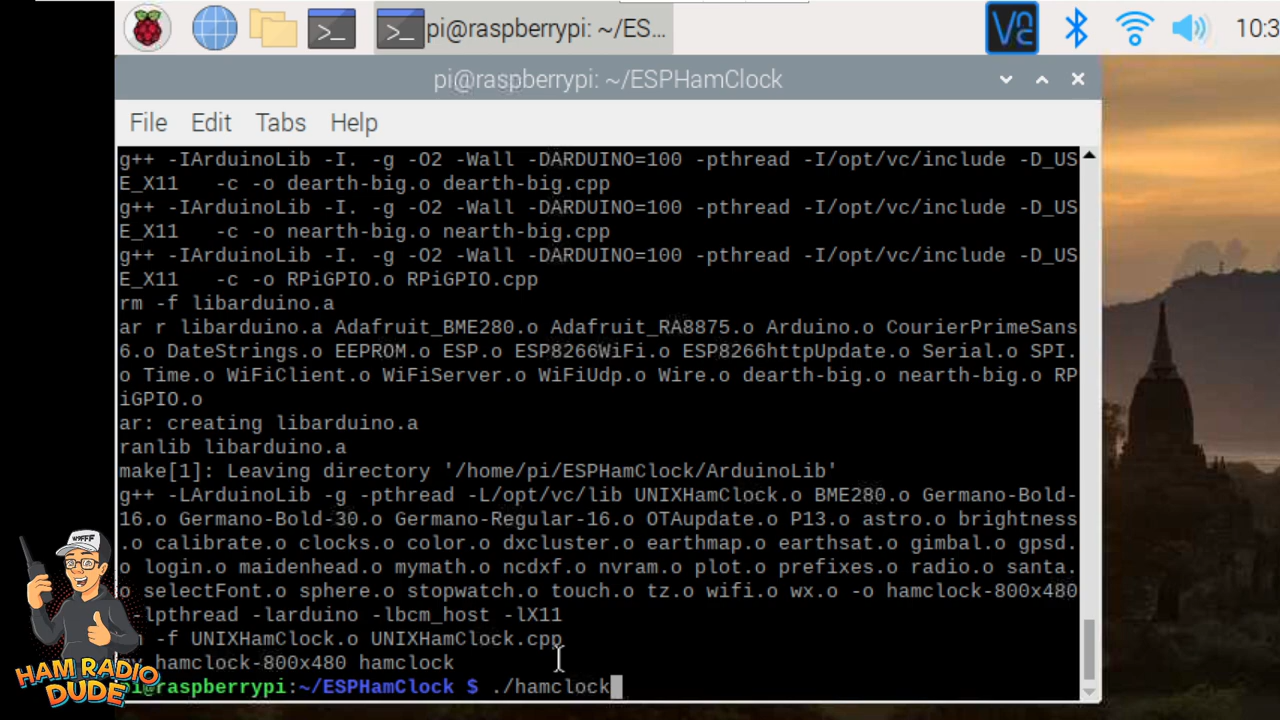 pi@raspberrypi: ~/ES...
VNC
10:3
pi@raspberrypi: ~/ESPHamClock
File Edit Tabs Help
g++ -IArduinoLib -I. -g -O2 -Wall -DARDUINO=100 -pthread -I/opt/vc/include -D_US
E_X11   -c -o dearth-big.o dearth-big.cpp
g++ -IArduinoLib -I. -g -O2 -Wall -DARDUINO=100 -pthread -I/opt/vc/include -D_US
E_X11   -c -o nearth-big.o nearth-big.cpp
g++ -IArduinoLib -I. -g -O2 -Wall -DARDUINO=100 -pthread -I/opt/vc/include -D_US
E_X11   -c -o RPiGPIO.o RPiGPIO.cpp
rm -f libarduino.a
ar r libarduino.a Adafruit_BME280.o Adafruit_RA8875.o Arduino.o CourierPrimeSans
6.o DateStrings.o EEPROM.o ESP.o ESP8266WiFi.o ESP8266httpUpdate.o Serial.o SPI.
o Time.o WiFiClient.o WiFiServer.o WiFiUdp.o Wire.o dearth-big.o nearth-big.o RP
iGPIO.o
ar: creating libarduino.a
ranlib libarduino.a
make[1]: Leaving directory '/home/pi/ESPHamClock/ArduinoLib'
g++ -LArduinoLib -g -pthread -L/opt/vc/lib UNIXHamClock.o BME280.o Germano-Bold-
16.o Germano-Bold-30.o Germano-Regular-16.o OTAupdate.o P13.o astro.o brightness
.o calibrate.o clocks.o color.o dxcluster.o earthmap.o earthsat.o gimbal.o gpsd.
o login.o maidenhead.o mymath.o ncdxf.o nvram.o plot.o prefixes.o radio.o santa.
o selectFont.o sphere.o stopwatch.o touch.o tz.o wifi.o wx.o -o hamclock-800x480
-lpthread -larduino -lbcm_host -lX11
-f UNIXHamClock.o UNIXHamClock.cpp
hamclock-800x480 hamclock
pi@raspberrypi:~/ESPHamClock $ ./hamclock
HAM RADIO
DUDE